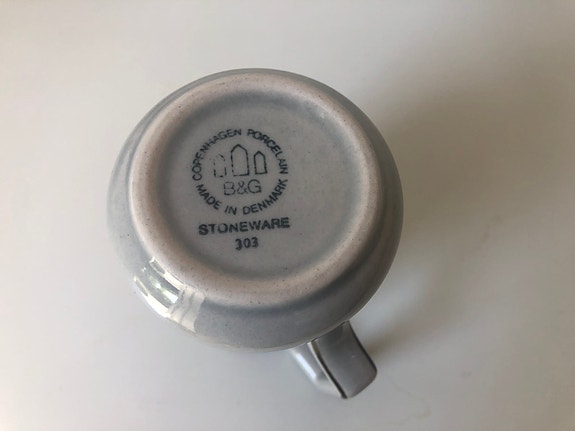 COPENHAGEN PORCELAIN
B&G
MADE IN DENMARK
STONEWARE
303